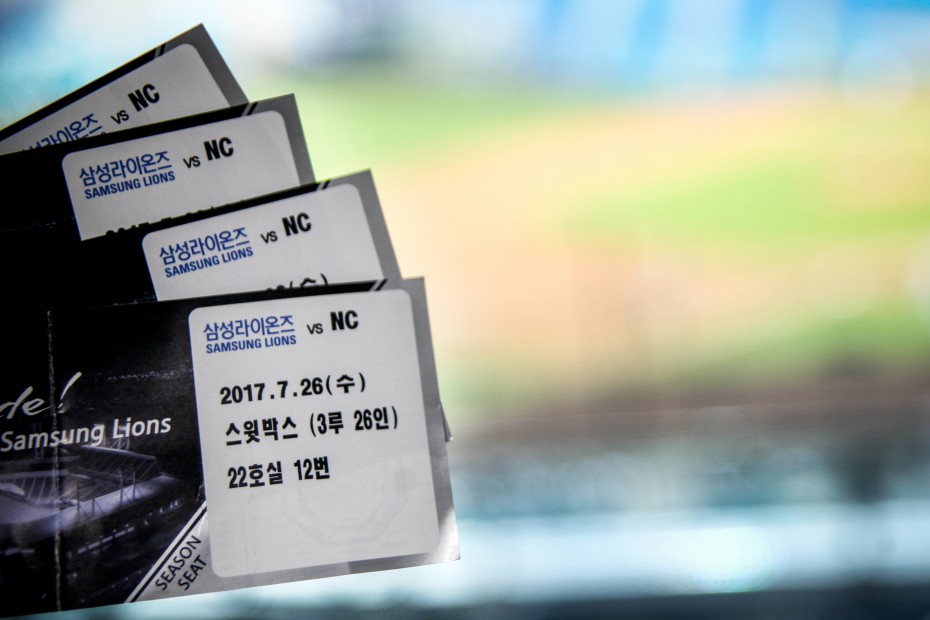 삼성라이온즈 vs NC
삼성라이온즈 vs NC
SAMSUNG LIONS
삼성라이온즈 vs NC
SAMSUNG LIONS
(수)
삼성라이온즈 vs NC
SAMSUNG LIONS
2017.7.26(수)
스윗박스 (3루 26인)
22호실 12번
Samsung Lions
SEASON
SEAT